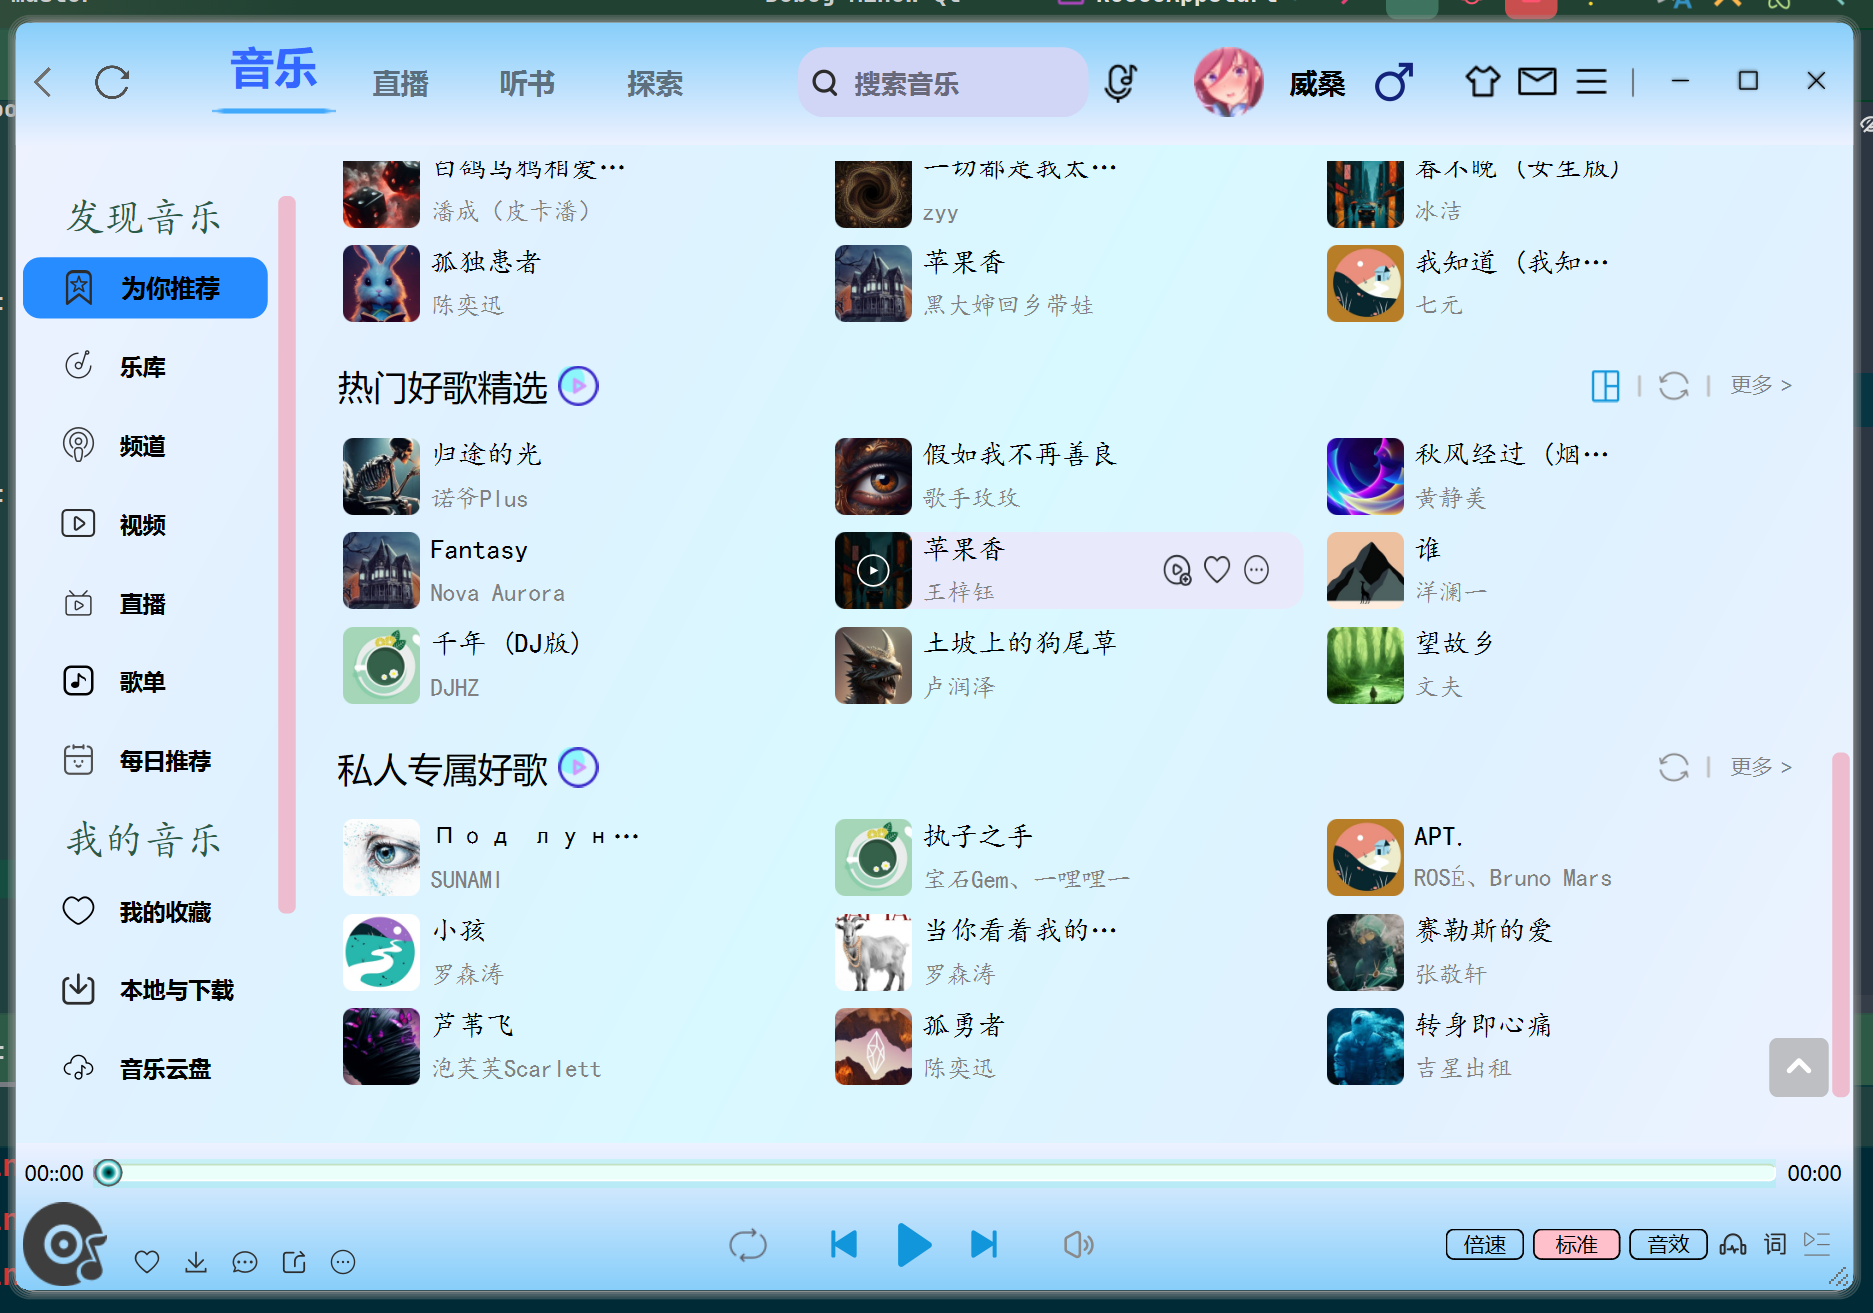 音乐 直播 听书 探索 搜索音乐 威桑
发现音乐
为你推荐
乐库
频道
视频
直播
歌单
每日推荐
我的音乐
我的收藏
本地与下载
音乐云盘
白鸽乌鸦相爱… 一切都是我太… 春不晚（女生版）
潘成（皮卡潘） zyy 冰洁
孤独患者 苹果香 我知道（我知…
陈奕迅 黑大婶回乡带娃 七元
热门好歌精选 更多 >
归途的光 假如我不再善良 秋风经过（烟…
诺爷Plus 歌手玫玫 黄静美
Fantasy 苹果香 谁
Nova Aurora 王梓钰 洋澜一
千年（DJ版） 土坡上的狗尾草 望故乡
DJHZ 卢润泽 文夫
私人专属好歌 更多 >
Под лун… 执子之手 APT.
SUNAMI 宝石Gem、一哩哩一 ROSÉ、Bruno Mars
小孩 当你看着我的… 赛勒斯的爱
罗森涛 罗森涛 张敬轩
芦苇飞 孤勇者 转身即心痛
泡芙芙Scarlett 陈奕迅 吉星出租
00::00 00:00
倍速 标准 音效 词